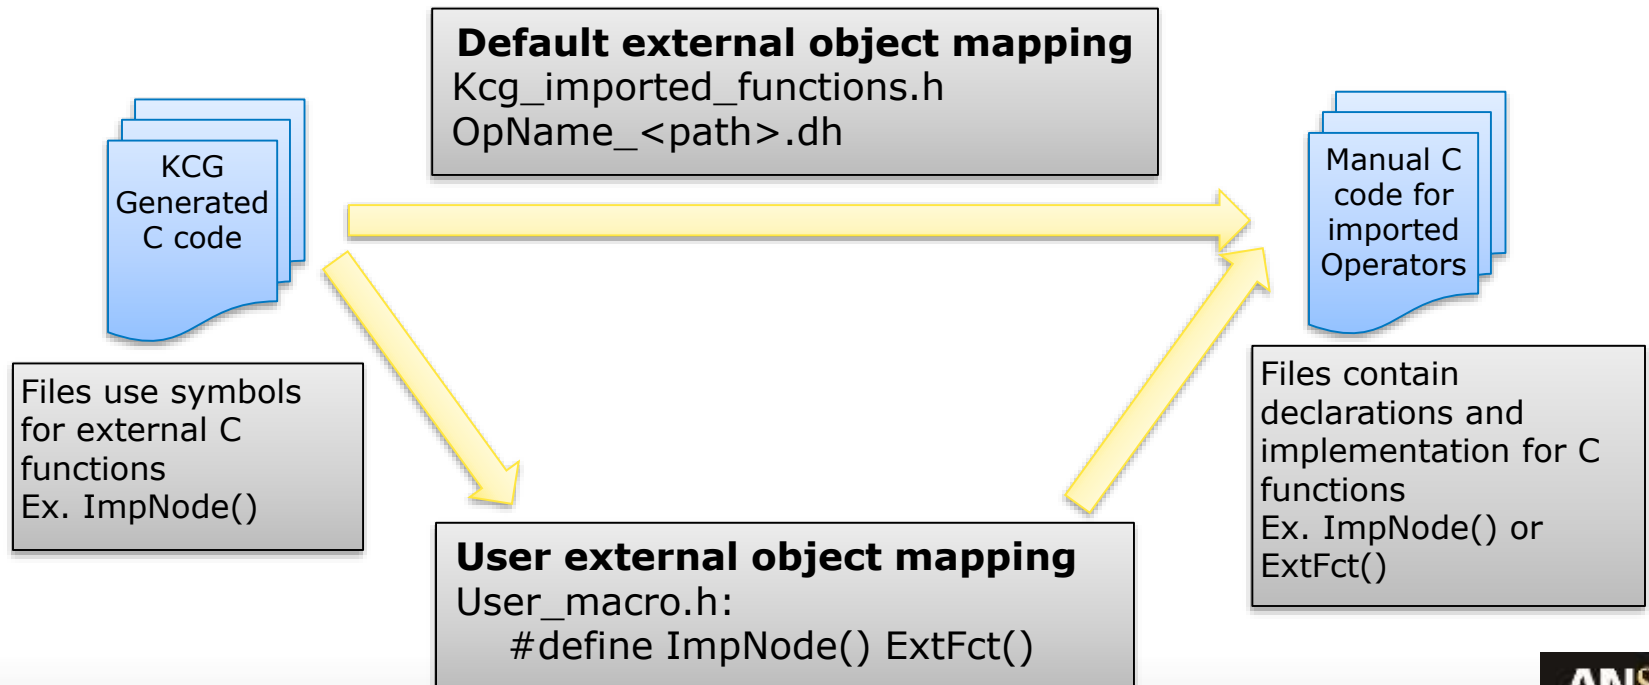 Default external object mapping
Kcg_imported_functions.h
OpName_<path>.dh
KCG
Generated
C code
Manual C
code for
imported
Operators
Files use symbols
for external C
functions
Ex. ImpNode()
Files contain
declarations and
implementation for C
functions
Ex. ImpNode() or
ExtFct()
User external object mapping
User_macro.h:
#define ImpNode() ExtFct()